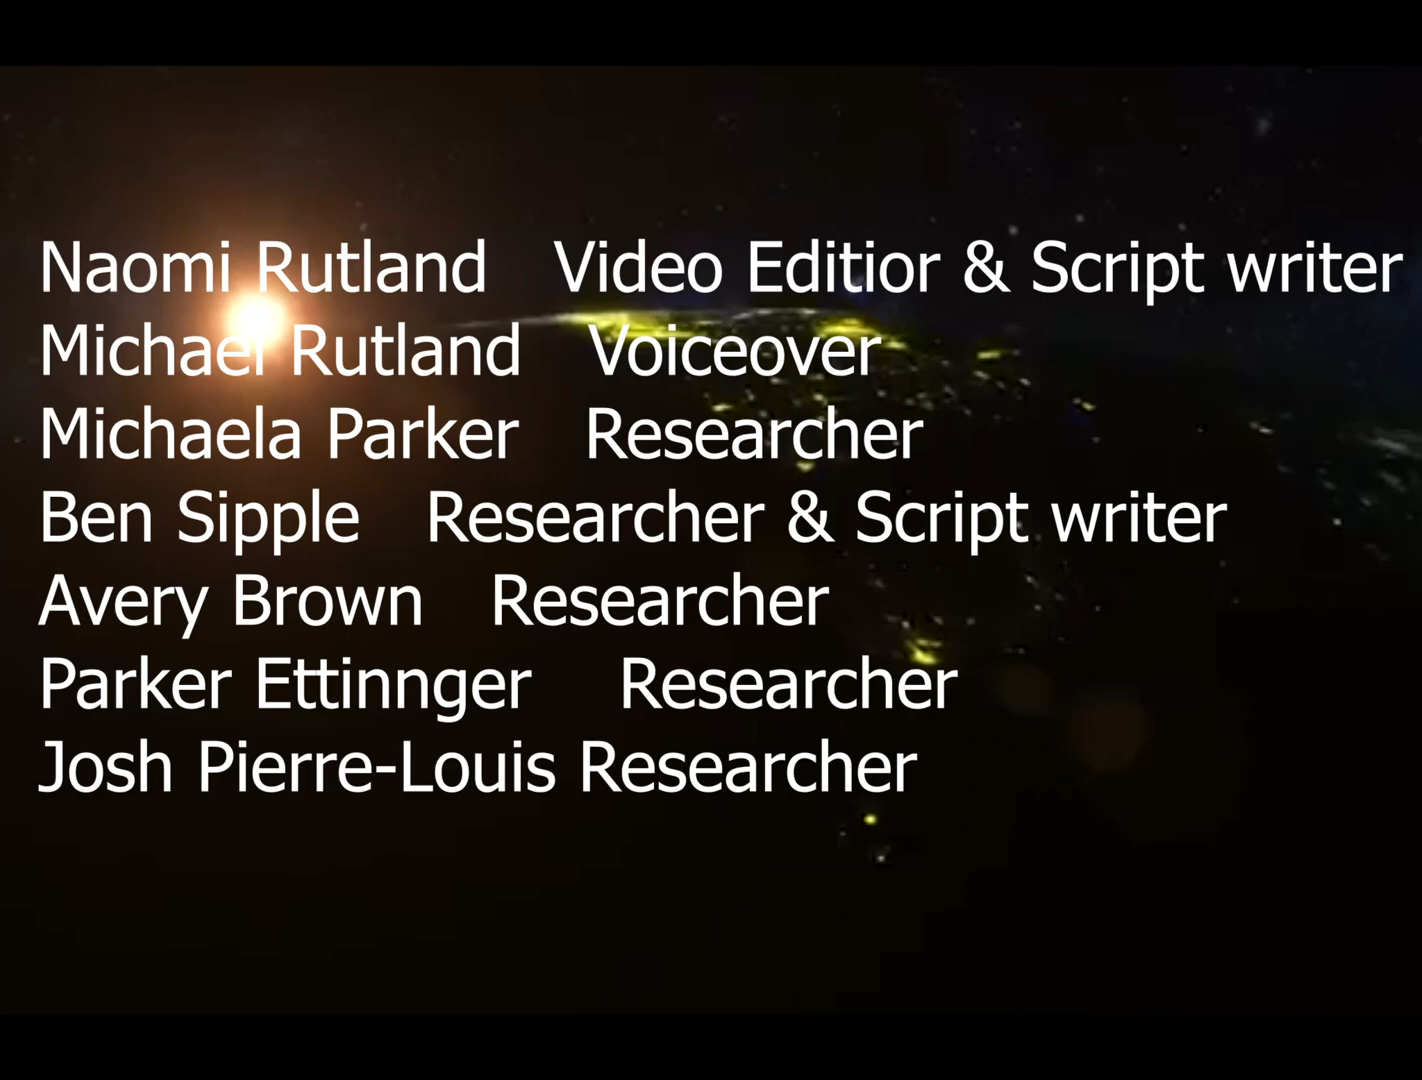 Naomi Rutland Video Editior & Script writer
Michael Rutland Voiceover
Michaela Parker Researcher
Ben Sipple Researcher & Script writer
Avery Brown Researcher
Parker Ettinnger Researcher
Josh Pierre-Louis Researcher